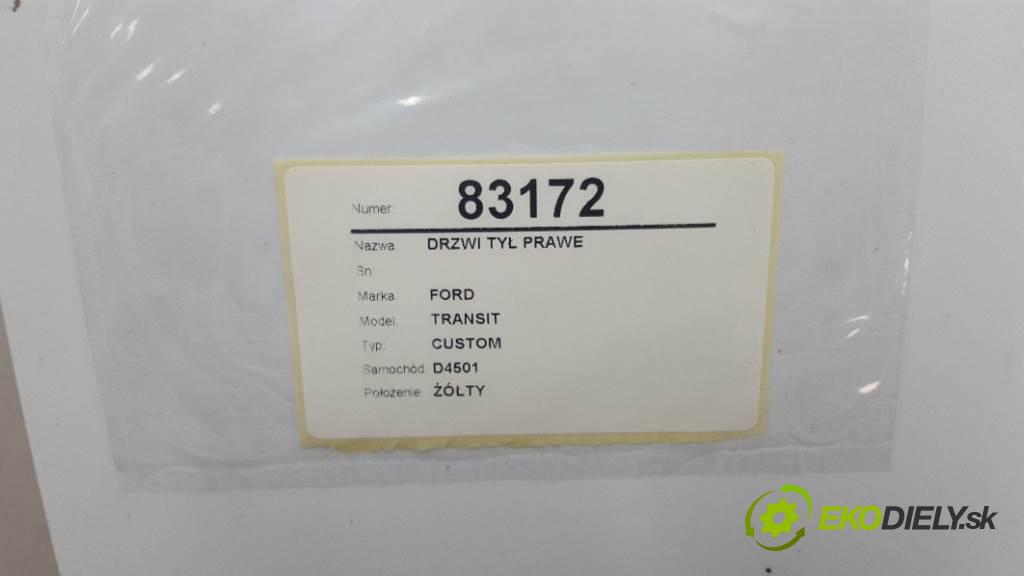 Numer: 83172
Nazwa DRZWI TYŁ PRAWE
Sn:
Marka FORD
Model: TRANSIT
Typ: CUSTOM
Samochód D4501
Położenie ŻÓŁTY
EKODIELY.sk